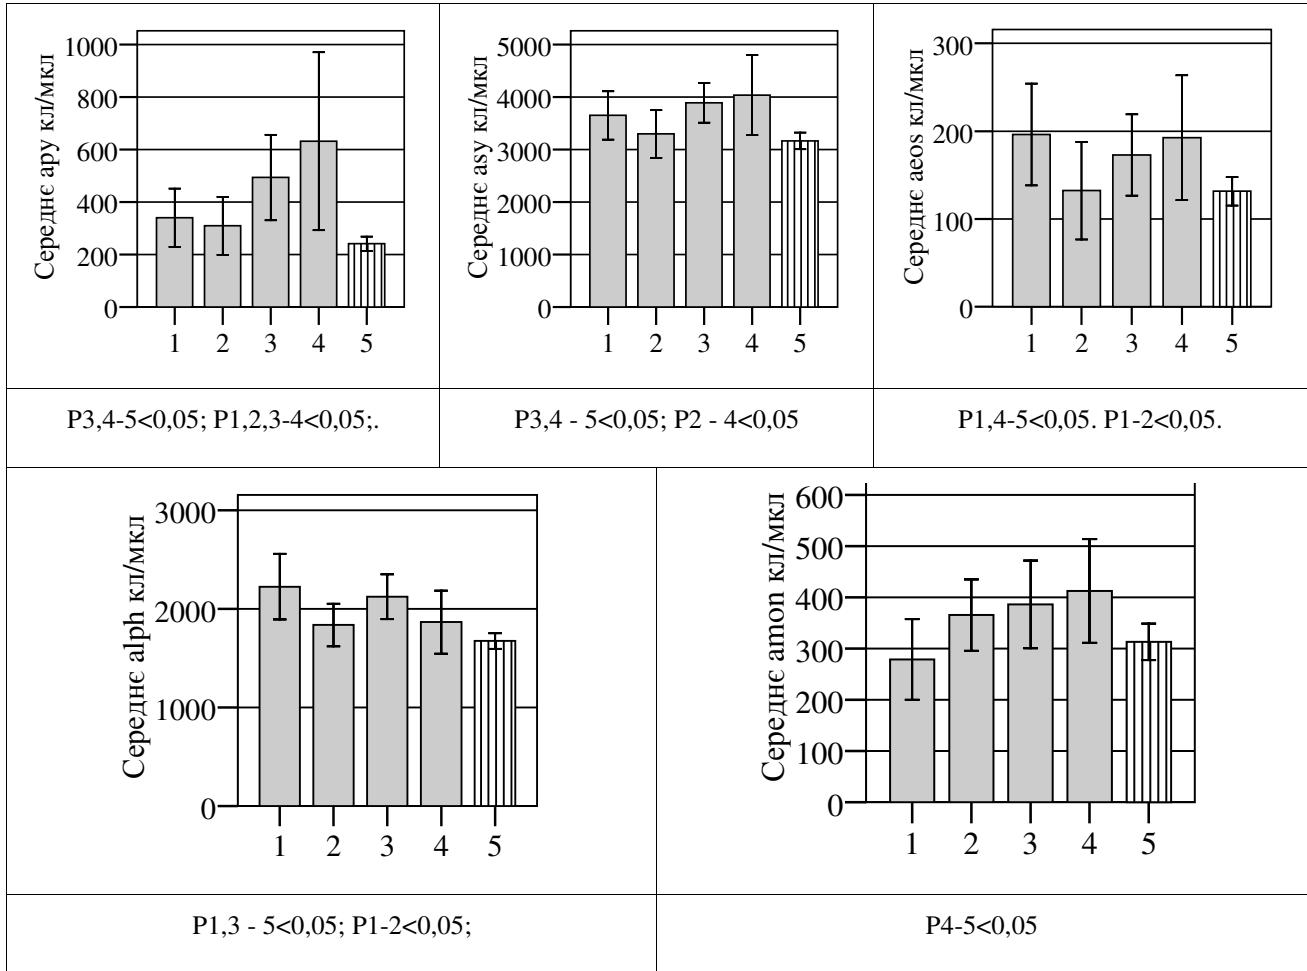 Середнє apy кл/мкл
1000
800
600
400
200
0
1 2 3 4 5
Середнє asy кл/мкл
5000
4000
3000
2000
1000
0
1 2 3 4 5
Середнє aeos кл/мкл
300
200
100
0
1 2 3 4 5
P3,4-5<0,05; P1,2,3-4<0,05;.
P3,4 - 5<0,05; P2 - 4<0,05
P1,4-5<0,05. P1-2<0,05.
Середнє alph кл/мкл
3000
2000
1000
0
1 2 3 4 5
Середнє amon кл/мкл
600
500
400
300
200
100
0
1 2 3 4 5
P1,3 - 5<0,05; P1-2<0,05;
P4-5<0,05